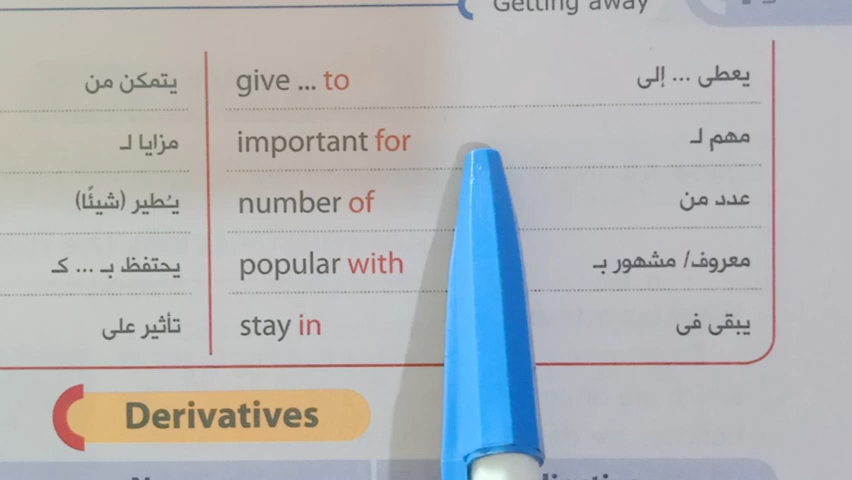 Getting away
يتمكن من give ... to يعطى ... إلى
مزايا لـ important for مهم لـ
يُطير (شيئًا) number of عدد من
يحتفظ بـ ... كـ popular with معروف/ مشهور بـ
تأثير على stay in يبقى فى
Derivatives